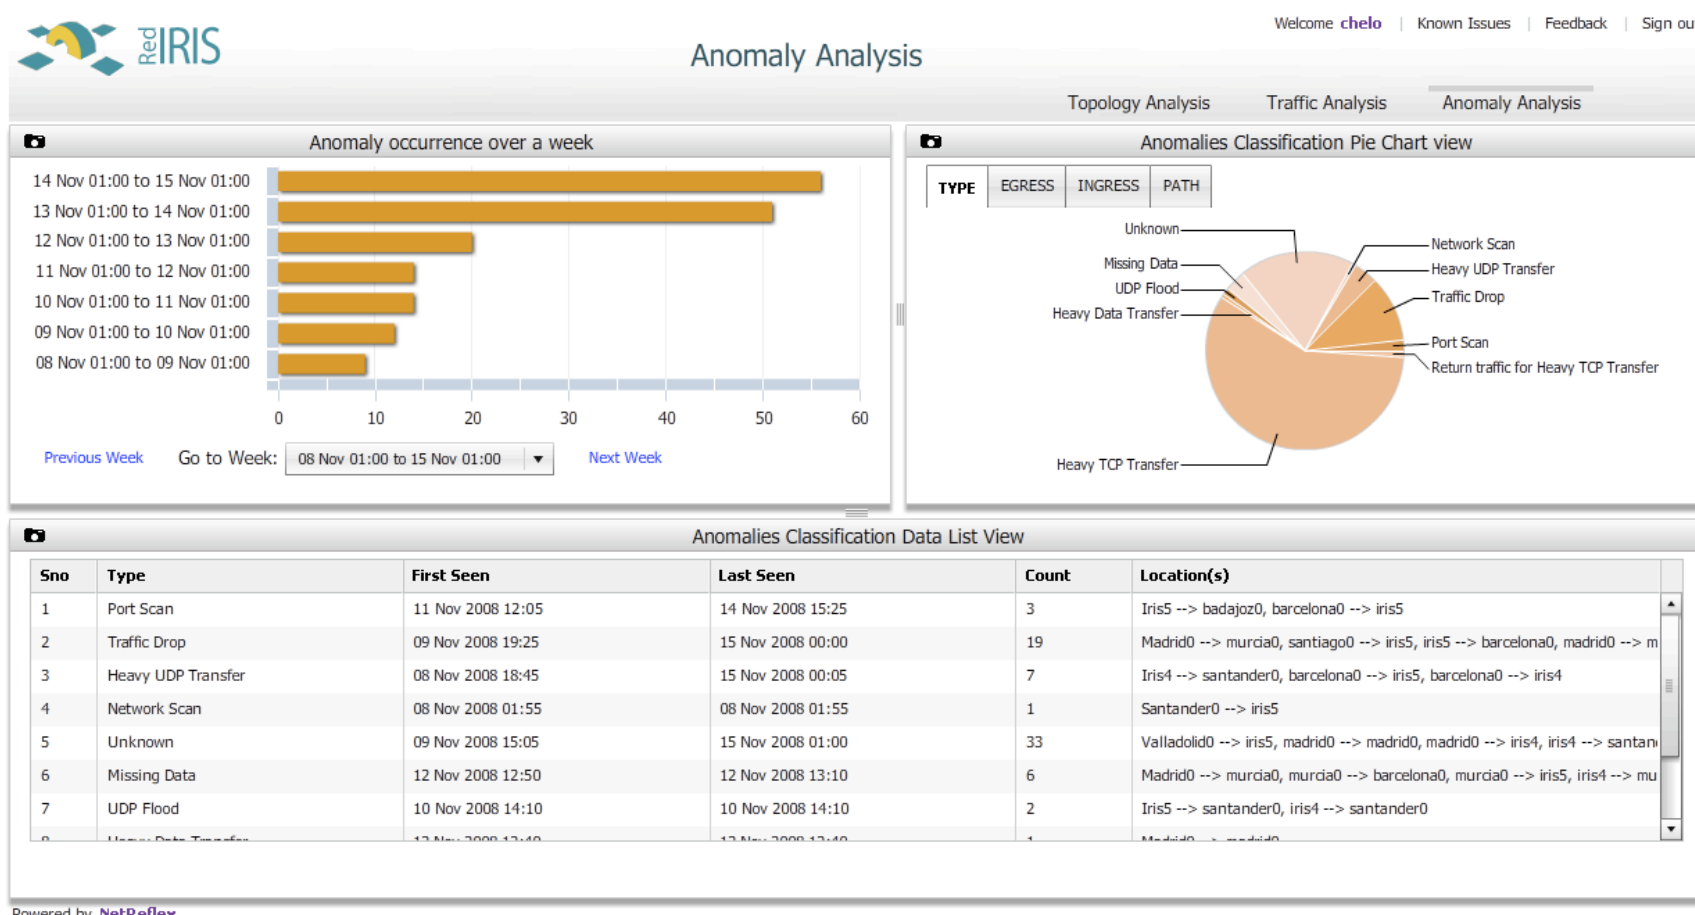 Welcome chelo | Known Issues | Feedback | Sign ou
Red IRIS
Anomaly Analysis
Topology Analysis Traffic Analysis Anomaly Analysis
Anomaly occurrence over a week
14 Nov 01:00 to 15 Nov 01:00
13 Nov 01:00 to 14 Nov 01:00
12 Nov 01:00 to 13 Nov 01:00
11 Nov 01:00 to 12 Nov 01:00
10 Nov 01:00 to 11 Nov 01:00
09 Nov 01:00 to 10 Nov 01:00
08 Nov 01:00 to 09 Nov 01:00
0 10 20 30 40 50 60
Previous Week Go to Week: 08 Nov 01:00 to 15 Nov 01:00 Next Week
Anomalies Classification Pie Chart view
TYPE EGRESS INGRESS PATH
Unknown
Missing Data
UDP Flood
Heavy Data Transfer
Network Scan
Heavy UDP Transfer
Traffic Drop
Port Scan
Return traffic for Heavy TCP Transfer
Heavy TCP Transfer
Anomalies Classification Data List View
Sno Type First Seen Last Seen Count Location(s)
1 Port Scan 11 Nov 2008 12:05 14 Nov 2008 15:25 3 Iris5 --> badajoz0, barcelona0 --> iris5
2 Traffic Drop 09 Nov 2008 19:25 15 Nov 2008 00:00 19 Madrid0 --> murcia0, santiago0 --> iris5, iris5 --> barcelona0, madrid0 --> m
3 Heavy UDP Transfer 08 Nov 2008 18:45 15 Nov 2008 00:05 7 Iris4 --> santander0, barcelona0 --> iris5, barcelona0 --> iris4
4 Network Scan 08 Nov 2008 01:55 08 Nov 2008 01:55 1 Santander0 --> iris5
5 Unknown 09 Nov 2008 15:05 15 Nov 2008 01:00 33 Valladolid0 --> iris5, madrid0 --> madrid0, madrid0 --> iris4, iris4 --> santan
6 Missing Data 12 Nov 2008 12:50 12 Nov 2008 13:10 6 Madrid0 --> murcia0, murcia0 --> barcelona0, murcia0 --> iris5, iris4 --> mu
7 UDP Flood 10 Nov 2008 14:10 10 Nov 2008 14:10 2 Iris5 --> santander0, iris4 --> santander0
Heavy Data Transfer
Powered by NetReflex